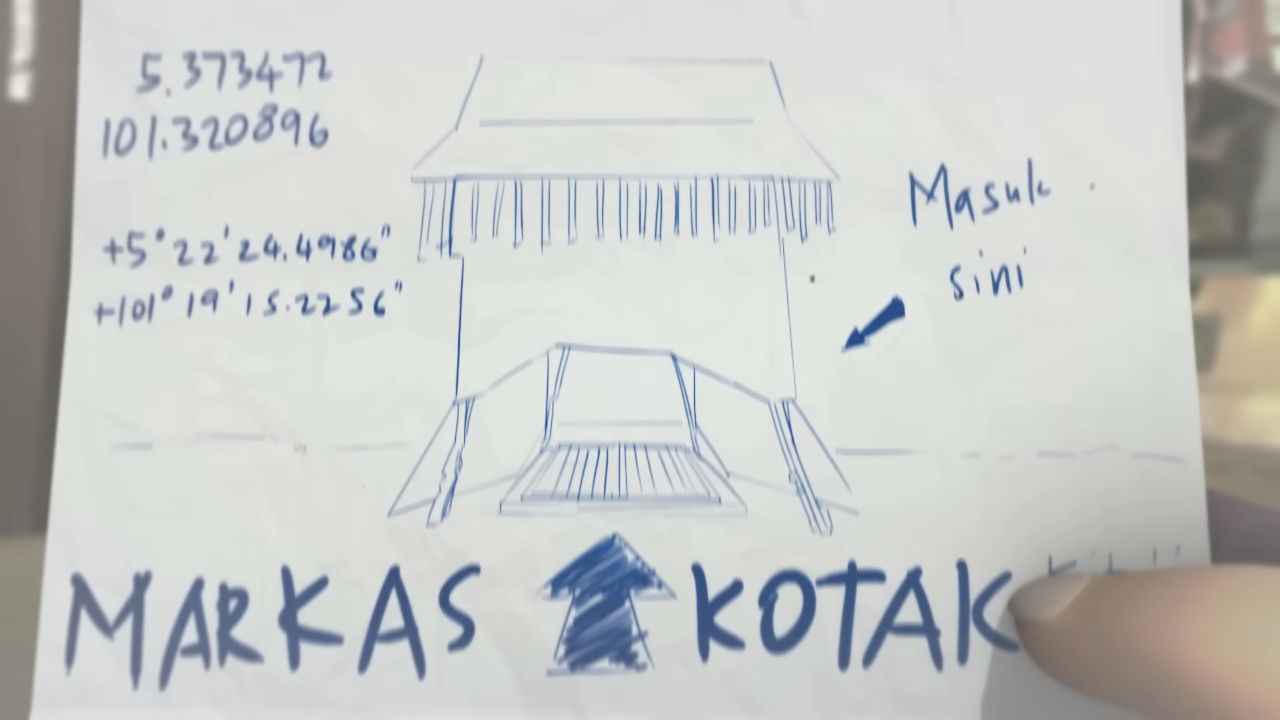 5.373472
101.320896
+5° 22' 24.4986"
+101° 19' 15.2256"
Masuk
sini
MARKAS KOTAK